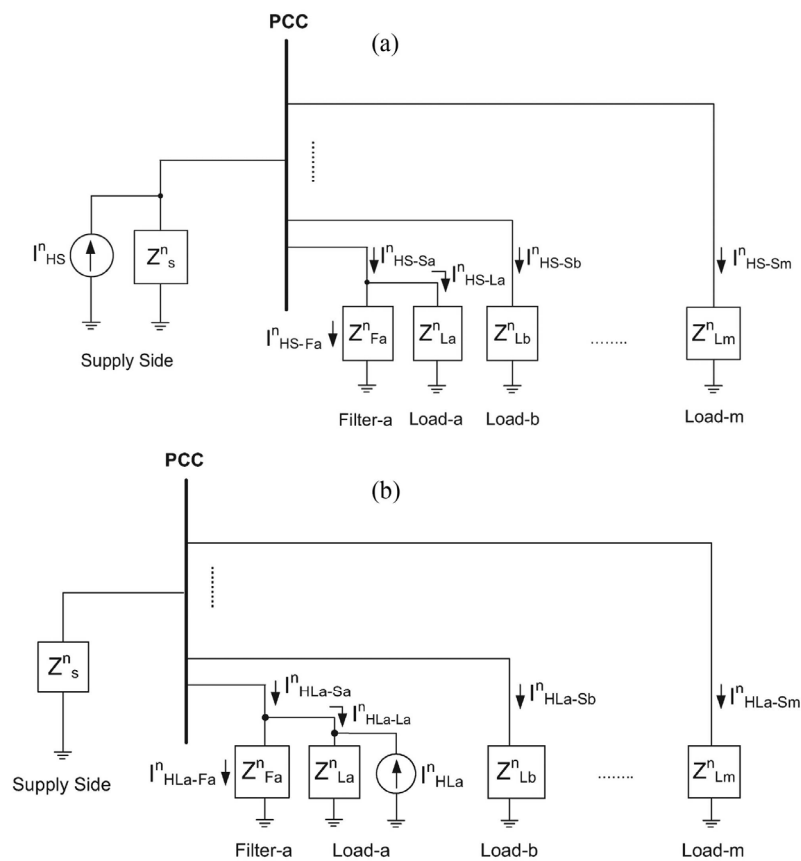 PCC
(a)
I^n_HS
Z^n_s
Supply Side
I^n_HS-Sa
I^n_HS-La
I^n_HS-Sb
I^n_HS-Sm
I^n_HS-Fa
Z^n_Fa
Z^n_La
Z^n_Lb
Z^n_Lm
Filter-a
Load-a
Load-b
Load-m
PCC
(b)
Z^n_s
Supply Side
I^n_HLa-Sa
I^n_HLa-La
I^n_HLa-Sb
I^n_HLa-Sm
I^n_HLa-Fa
Z^n_Fa
Z^n_La
I^n_HLa
Z^n_Lb
Z^n_Lm
Filter-a
Load-a
Load-b
Load-m